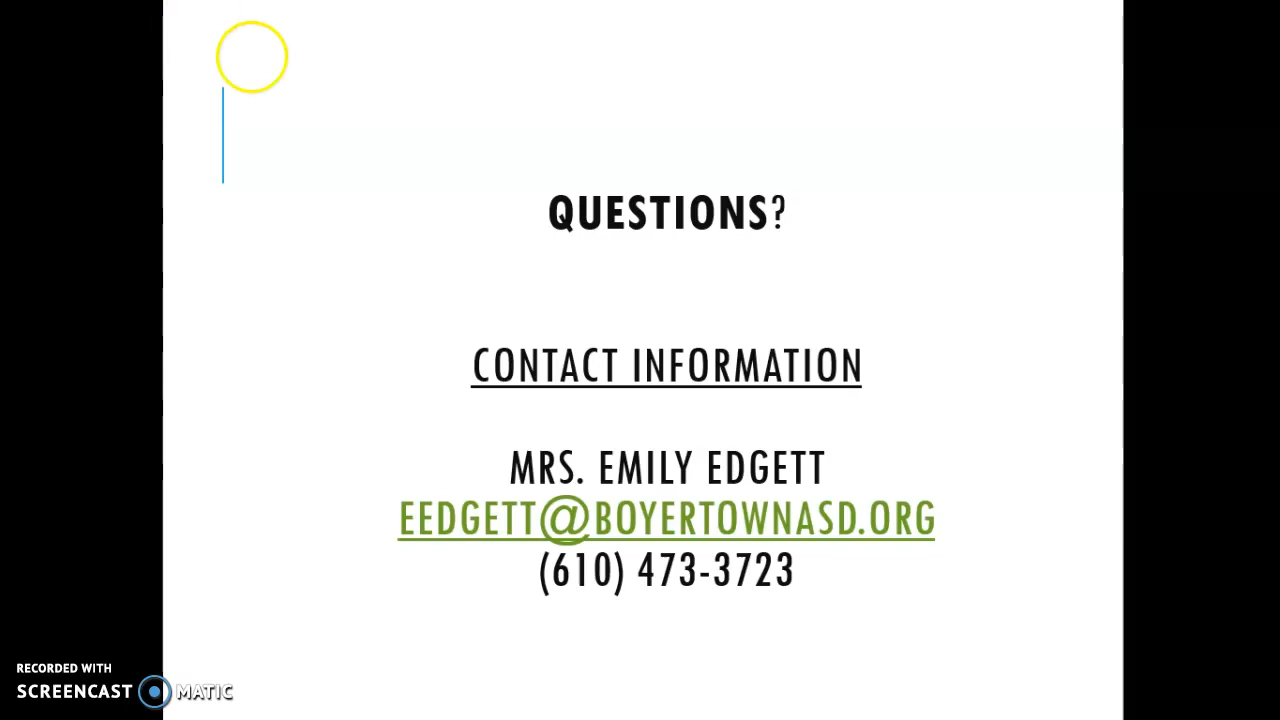 QUESTIONS?
CONTACT INFORMATION
MRS. EMILY EDGETT
EEDGETT@BOYERTOWNASD.ORG
(610) 473-3723
RECORDED WITH
SCREENCAST MATIC